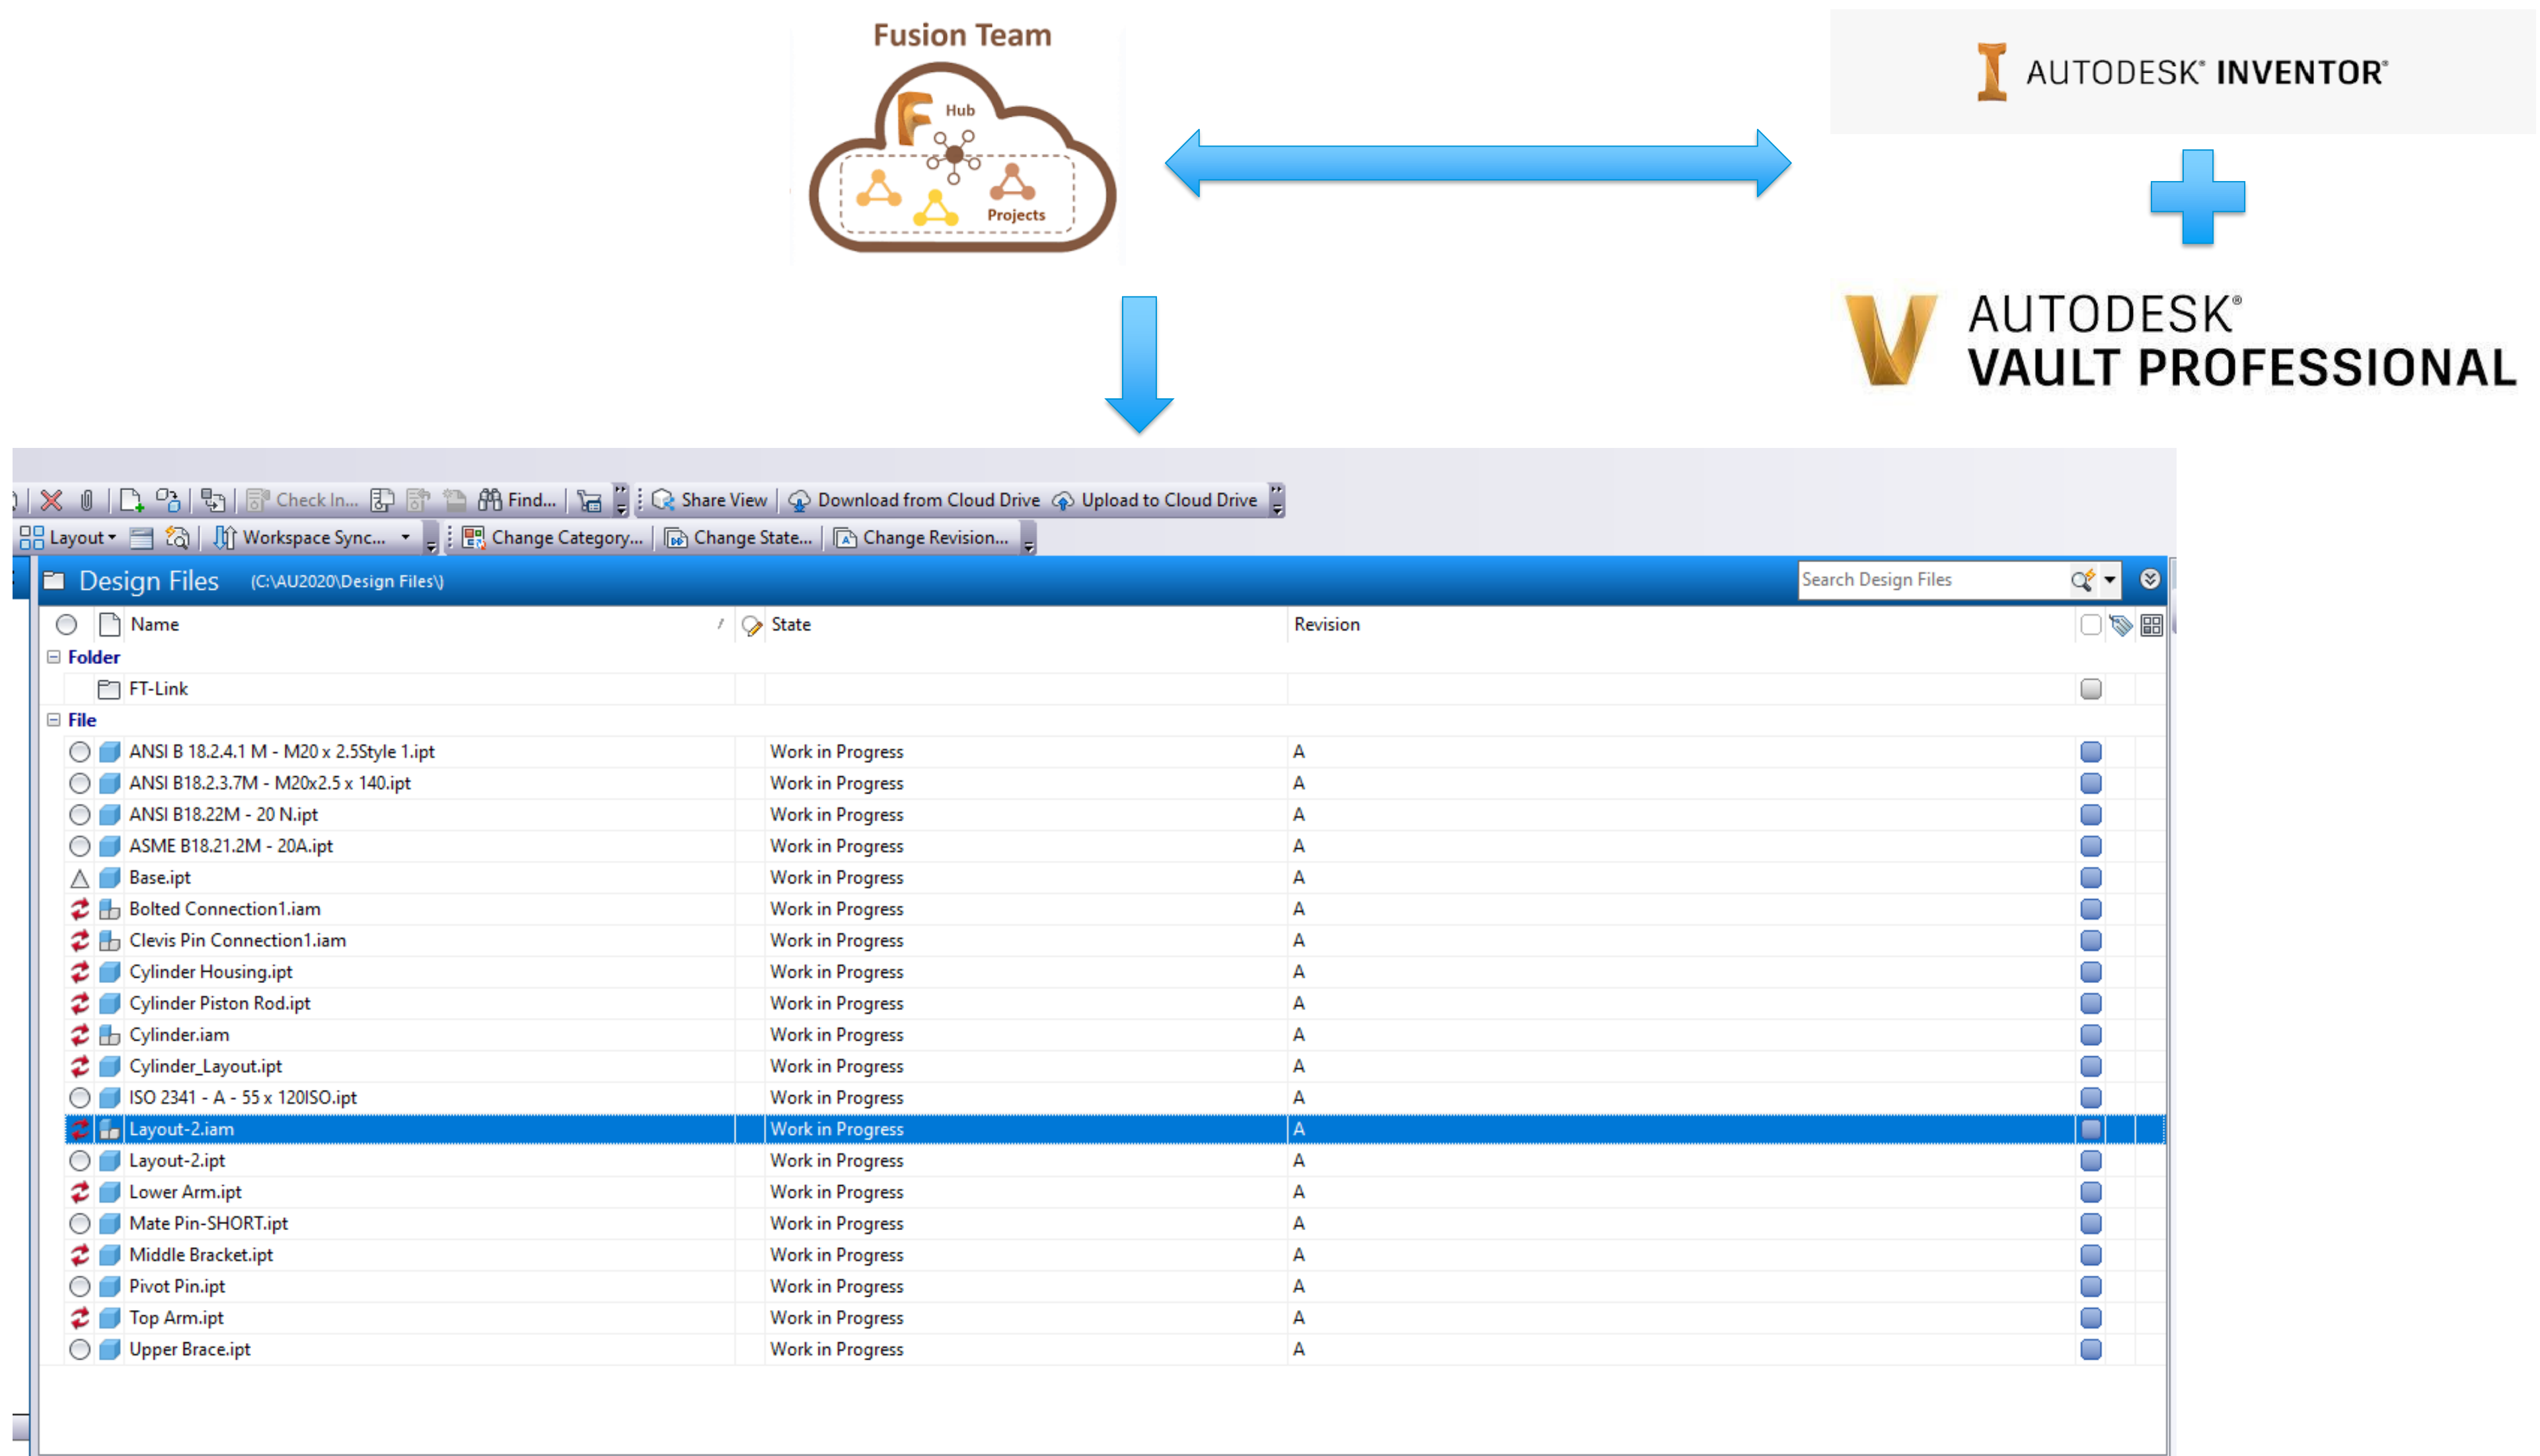 Fusion Team
Hub
Projects
AUTODESK® INVENTOR®
AUTODESK®
VAULT PROFESSIONAL
Check In... Find... Share View Download from Cloud Drive Upload to Cloud Drive
Layout Workspace Sync... Change Category... Change State... A Change Revision...
Design Files (C:\AU2020\Design Files\) Search Design Files
Name / State Revision
Folder
FT-Link
File
ANSI B 18.2.4.1 M - M20 x 2.5Style 1.ipt Work in Progress A
ANSI B18.2.3.7M - M20x2.5 x 140.ipt Work in Progress A
ANSI B18.22M - 20 N.ipt Work in Progress A
ASME B18.21.2M - 20A.ipt Work in Progress A
Base.ipt Work in Progress A
Bolted Connection1.iam Work in Progress A
Clevis Pin Connection1.iam Work in Progress A
Cylinder Housing.ipt Work in Progress A
Cylinder Piston Rod.ipt Work in Progress A
Cylinder.iam Work in Progress A
Cylinder_Layout.ipt Work in Progress A
ISO 2341 - A - 55 x 120ISO.ipt Work in Progress A
Layout-2.iam Work in Progress A
Layout-2.ipt Work in Progress A
Lower Arm.ipt Work in Progress A
Mate Pin-SHORT.ipt Work in Progress A
Middle Bracket.ipt Work in Progress A
Pivot Pin.ipt Work in Progress A
Top Arm.ipt Work in Progress A
Upper Brace.ipt Work in Progress A